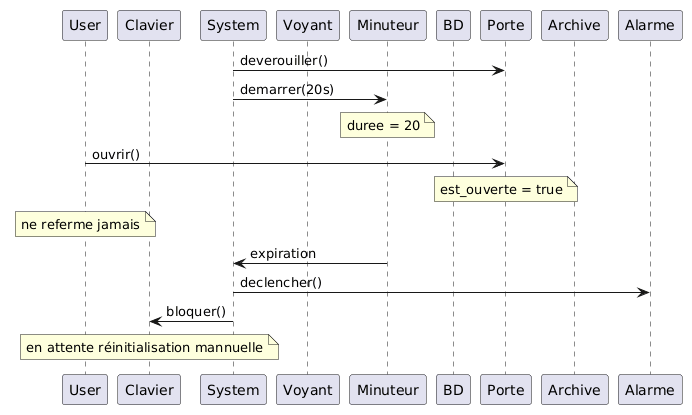 User Clavier System Voyant Minuteur BD Porte Archive Alarme
deverouiller()
demarrer(20s)
duree = 20
ouvrir()
est_ouverte = true
ne referme jamais
expiration
declencher()
bloquer()
en attente réinitialisation mannuelle
User Clavier System Voyant Minuteur BD Porte Archive Alarme